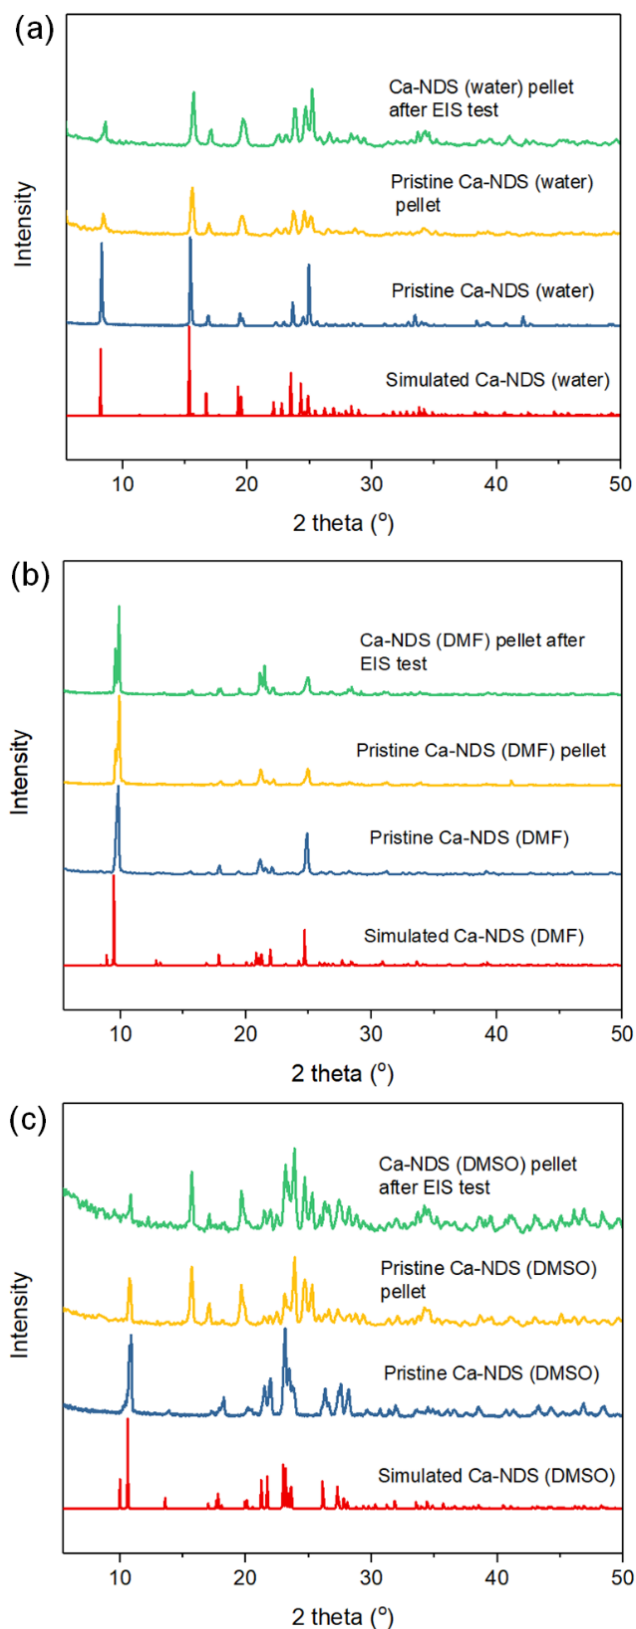 (a)
Ca-NDS (water) pellet
after EIS test
Pristine Ca-NDS (water)
pellet
Pristine Ca-NDS (water)
Simulated Ca-NDS (water)
Intensity
10 20 30 40 50
2 theta (°)
(b)
Ca-NDS (DMF) pellet after
EIS test
Pristine Ca-NDS (DMF) pellet
Pristine Ca-NDS (DMF)
Simulated Ca-NDS (DMF)
Intensity
10 20 30 40 50
2 theta (°)
(c)
Ca-NDS (DMSO) pellet
after EIS test
Pristine Ca-NDS (DMSO)
pellet
Pristine Ca-NDS (DMSO)
Simulated Ca-NDS (DMSO)
Intensity
10 20 30 40 50
2 theta (°)